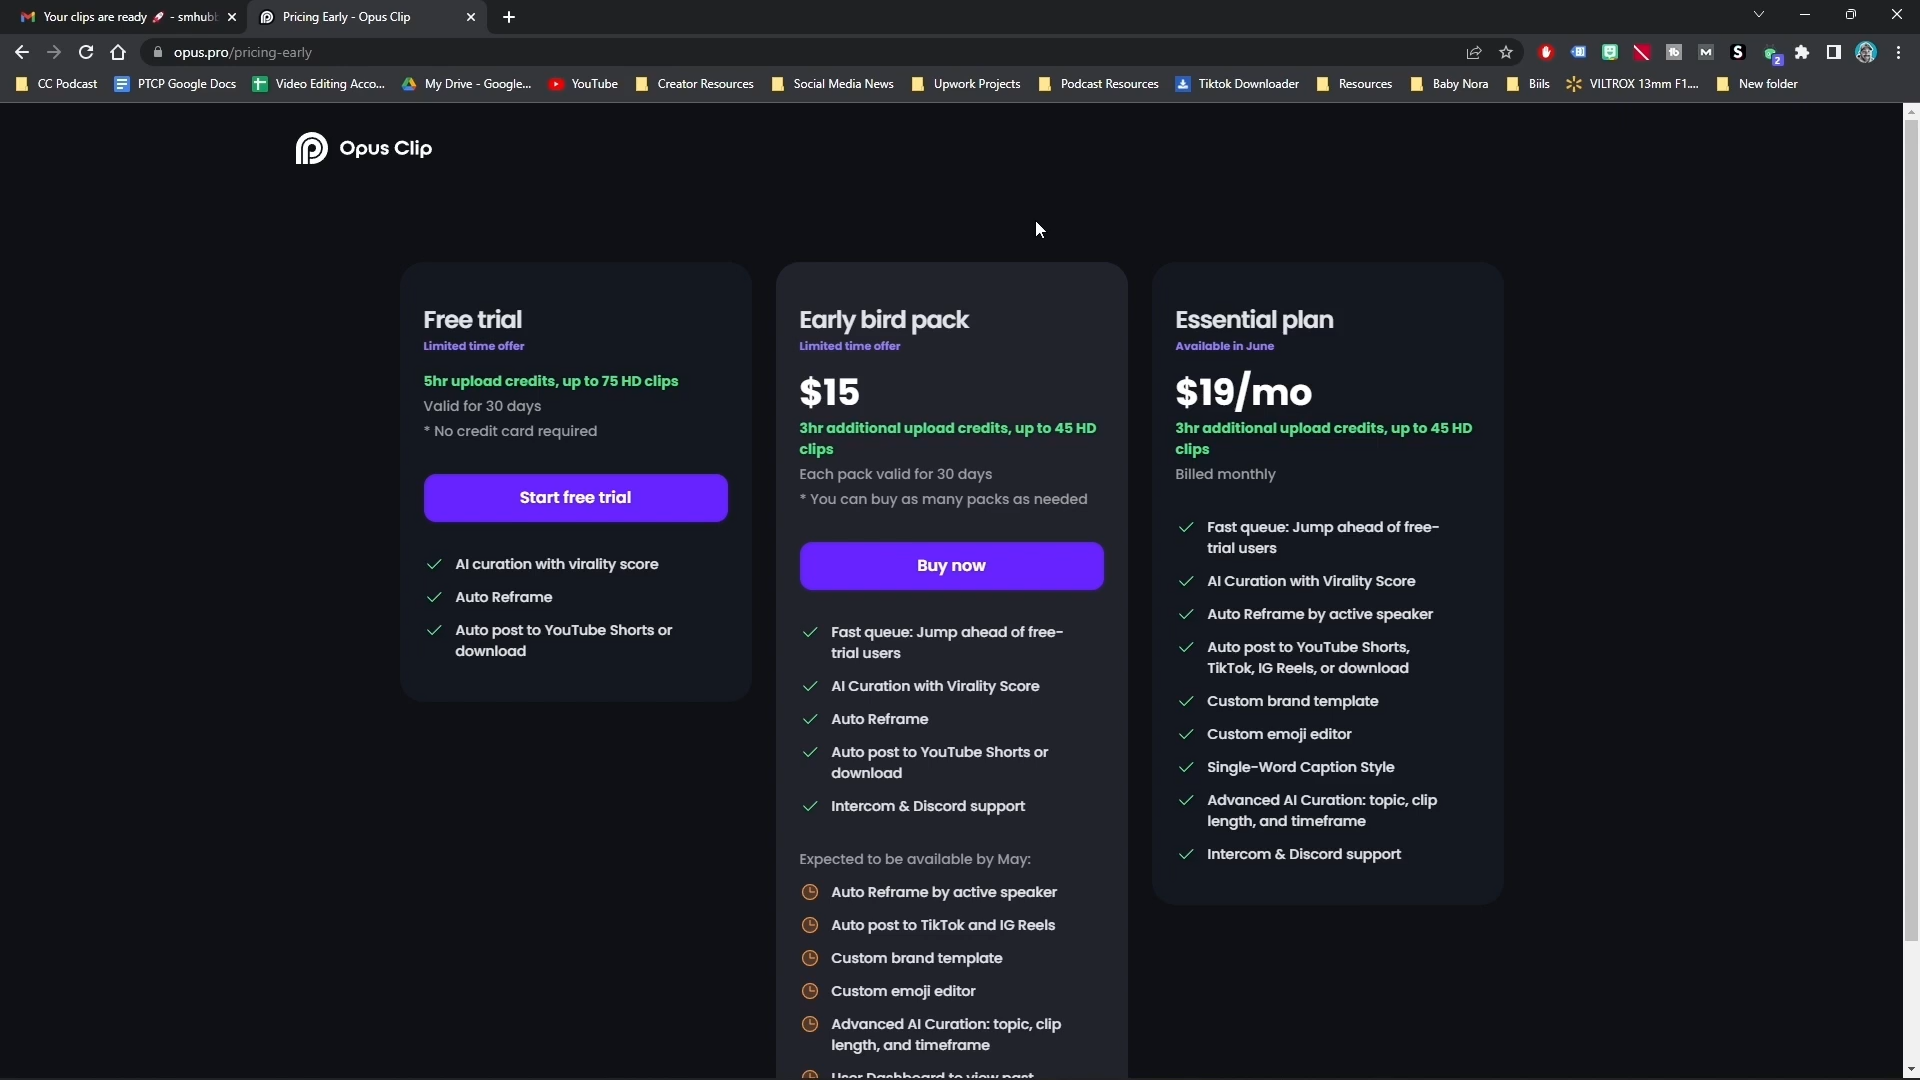 Your clips are ready 🚀 - smhub
Pricing Early - Opus Clip
opus.pro/pricing-early
CC Podcast
PTCP Google Docs
Video Editing Acco...
My Drive - Google...
YouTube
Creator Resources
Social Media News
Upwork Projects
Podcast Resources
Tiktok Downloader
Resources
Baby Nora
Biils
VILTROX 13mm F1....
New folder
Opus Clip
Free trial
Limited time offer
5hr upload credits, up to 75 HD clips
Valid for 30 days
* No credit card required
Start free trial
AI curation with virality score
Auto Reframe
Auto post to YouTube Shorts or
download
Early bird pack
Limited time offer
$15
3hr additional upload credits, up to 45 HD
clips
Each pack valid for 30 days
* You can buy as many packs as needed
Buy now
Fast queue: Jump ahead of free-
trial users
AI Curation with Virality Score
Auto Reframe
Auto post to YouTube Shorts or
download
Intercom & Discord support
Expected to be available by May:
Auto Reframe by active speaker
Auto post to TikTok and IG Reels
Custom brand template
Custom emoji editor
Advanced AI Curation: topic, clip
length, and timeframe
User Dashboard to view past
Essential plan
Available in June
$19/mo
3hr additional upload credits, up to 45 HD
clips
Billed monthly
Fast queue: Jump ahead of free-
trial users
AI Curation with Virality Score
Auto Reframe by active speaker
Auto post to YouTube Shorts,
TikTok, IG Reels, or download
Custom brand template
Custom emoji editor
Single-Word Caption Style
Advanced AI Curation: topic, clip
length, and timeframe
Intercom & Discord support